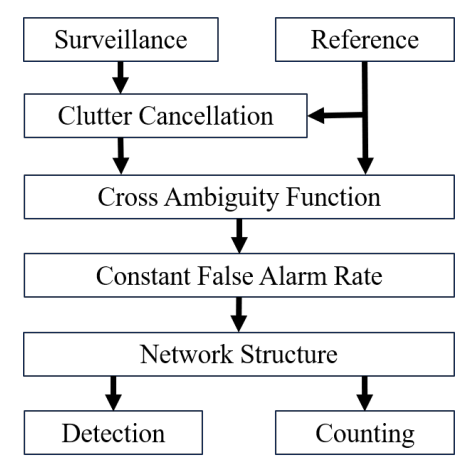 Surveillance
Reference
Clutter Cancellation
Cross Ambiguity Function
Constant False Alarm Rate
Network Structure
Detection
Counting